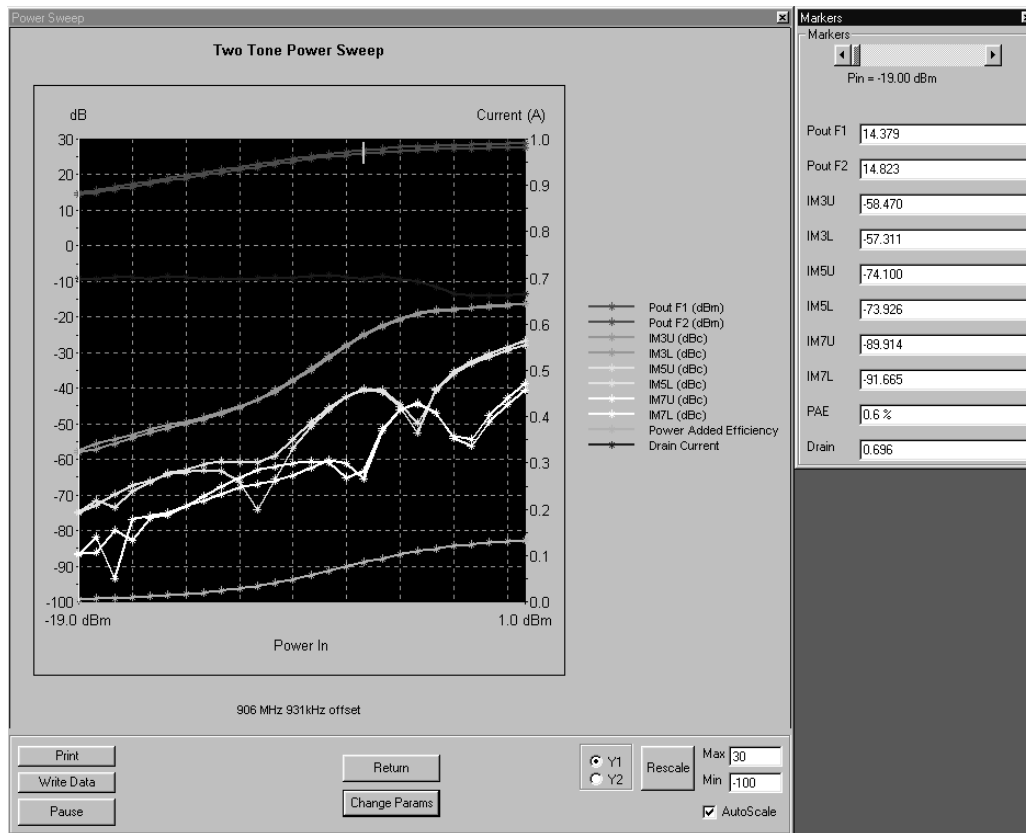 Power Sweep
Two Tone Power Sweep
dB
Current (A)
30
20
10
0
-10
-20
-30
-40
-50
-60
-70
-80
-90
-100
1.0
0.9
0.8
0.7
0.6
0.5
0.4
0.3
0.2
0.1
0.0
-19.0 dBm
1.0 dBm
Power In
Pout F1 (dBm)
Pout F2 (dBm)
IM3U (dBc)
IM3L (dBc)
IM5U (dBc)
IM5L (dBc)
IM7U (dBc)
IM7L (dBc)
Power Added Efficiency
Drain Current
906 MHz 931kHz offset
Print
Write Data
Pause
Return
Change Params
Y1
Y2
Rescale
Max 30
Min -100
AutoScale
Markers
Markers
Pin = -19.00 dBm
Pout F1 14.379
Pout F2 14.823
IM3U -58.470
IM3L -57.311
IM5U -74.100
IM5L -73.926
IM7U -89.914
IM7L -91.665
PAE 0.6 %
Drain 0.696